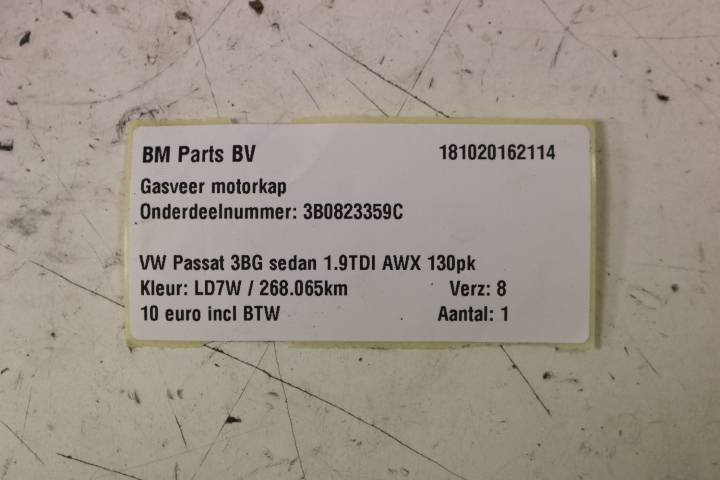 BM Parts BV 181020162114
Gasveer motorkap
Onderdeelnummer: 3B0823359C
VW Passat 3BG sedan 1.9TDI AWX 130pk
Kleur: LD7W / 268.065km Verz: 8
10 euro incl BTW Aantal: 1